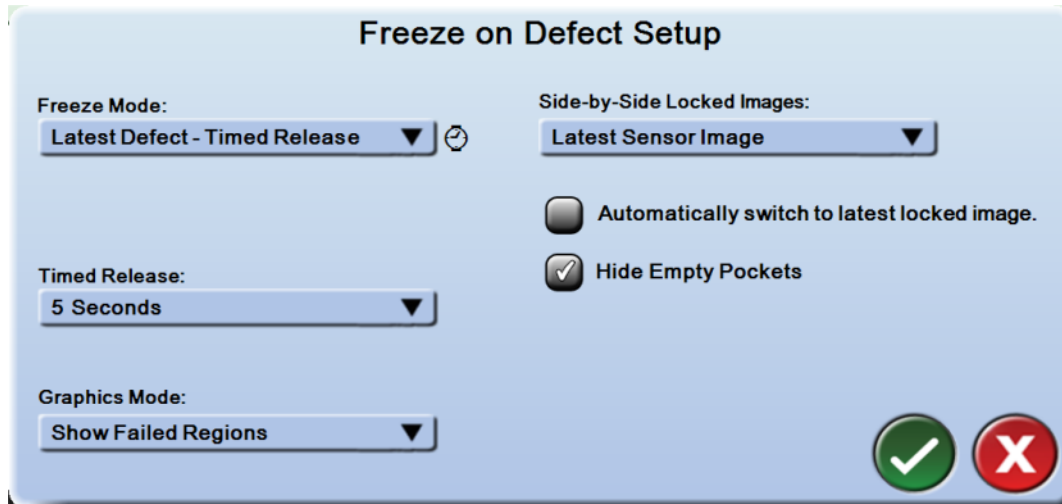 Freeze on Defect Setup
Freeze Mode:
Latest Defect - Timed Release
Side-by-Side Locked Images:
Latest Sensor Image
Automatically switch to latest locked image.
Hide Empty Pockets
Timed Release:
5 Seconds
Graphics Mode:
Show Failed Regions